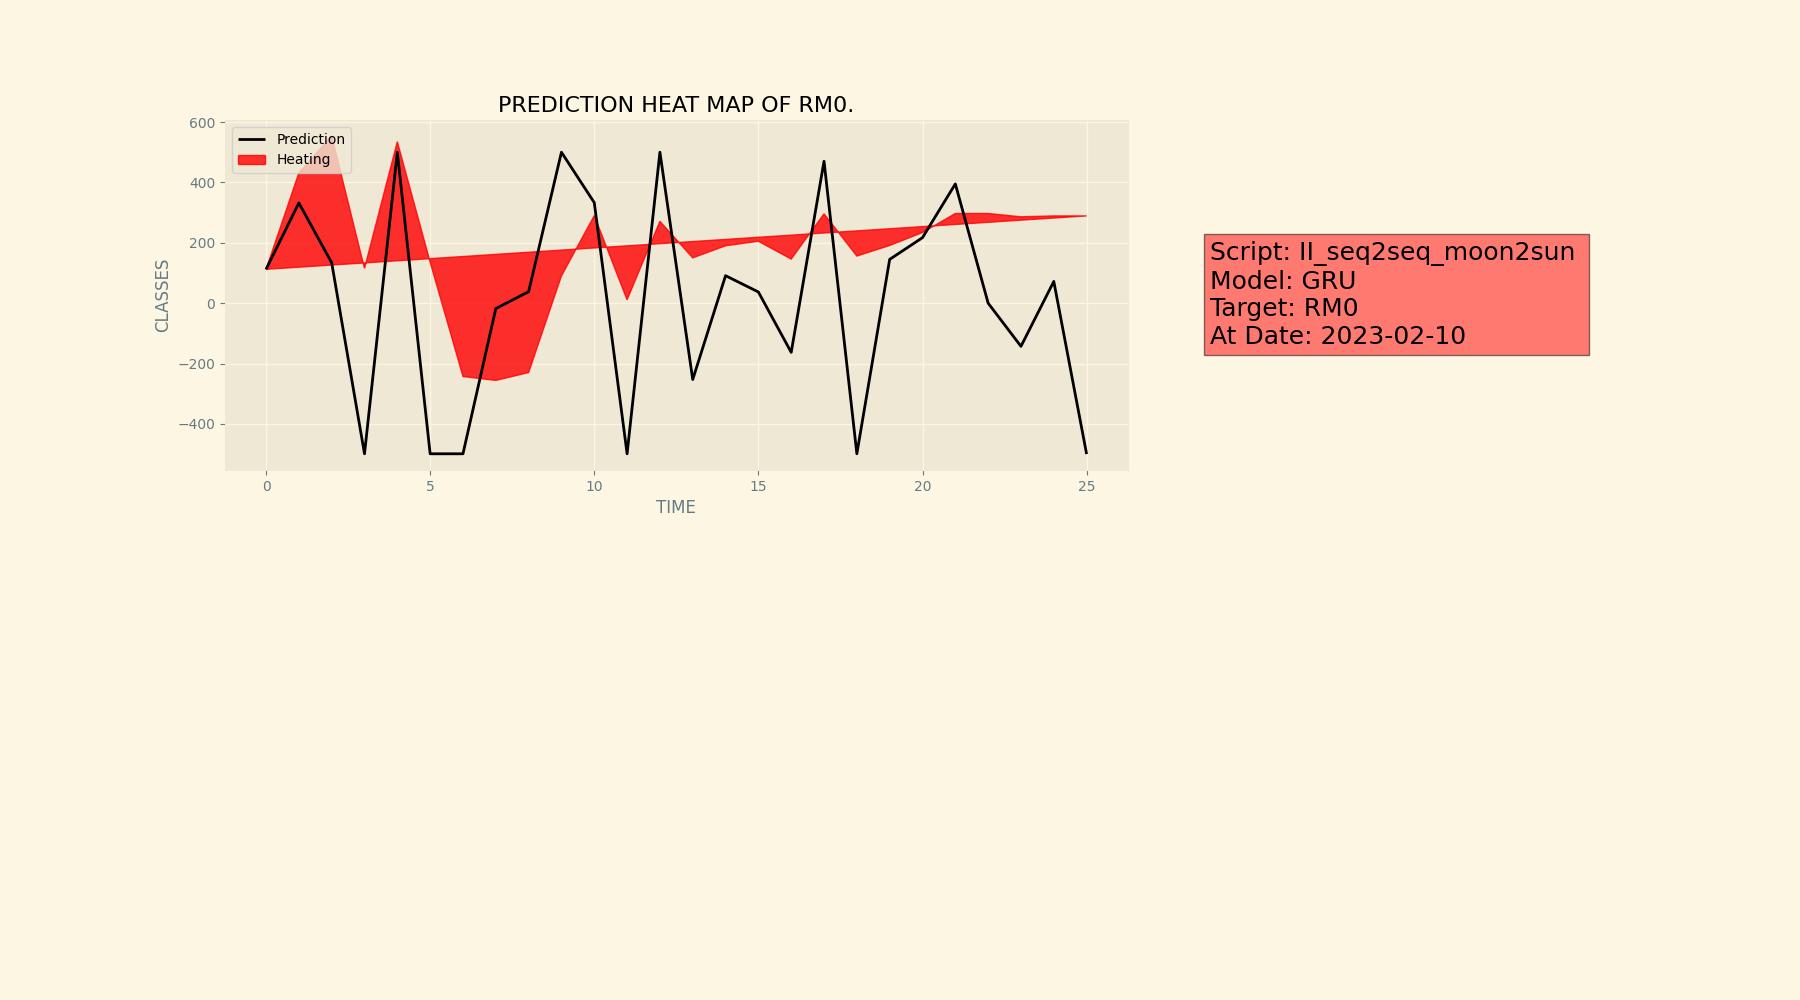 PREDICTION HEAT MAP OF RM0.
Prediction
Heating
600
400
200
0
−200
−400
CLASSES
0 5 10 15 20 25
TIME
Script: II_seq2seq_moon2sun
Model: GRU
Target: RM0
At Date: 2023-02-10